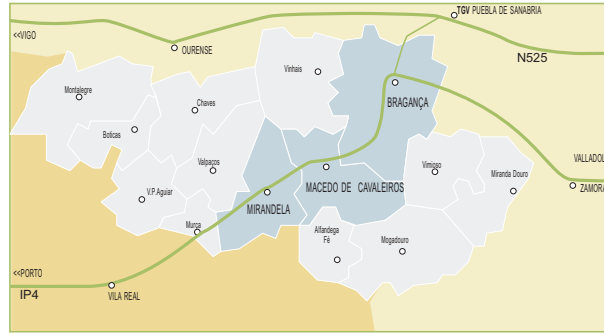 TGV PUEBLA DE SANABRIA
<<VIGO
OURENSE
N525
Vinhais
Montalegre
BRAGANÇA
Chaves
Boticas
VALLADOL
Valpaços
Vimioso
Miranda Douro
MACEDO DE CAVALEIROS
ZAMORA
V.P. Aguiar
MIRANDELA
Murça
Alfandega
Fé
Mogadouro
<<PORTO
IP4
VILA REAL